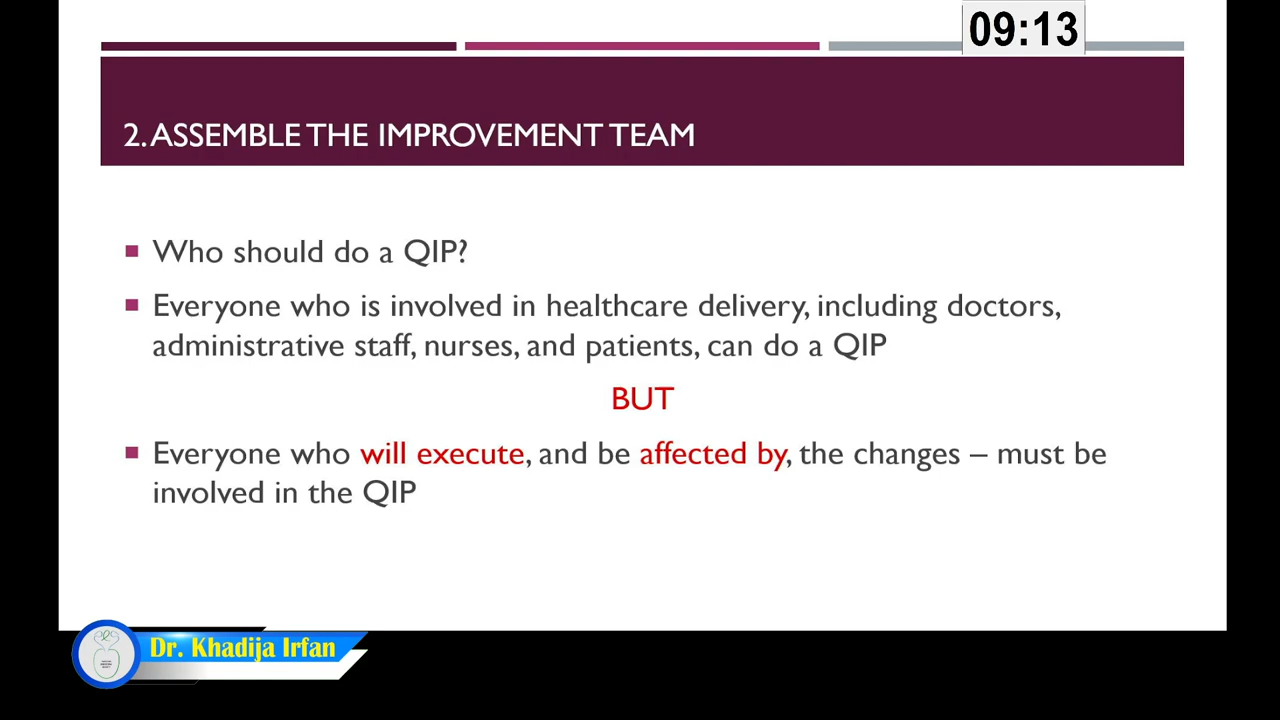 09:13
2. ASSEMBLE THE IMPROVEMENT TEAM
Who should do a QIP?
Everyone who is involved in healthcare delivery, including doctors,
administrative staff, nurses, and patients, can do a QIP
BUT
Everyone who will execute, and be affected by, the changes – must be
involved in the QIP
Dr. Khadija Irfan